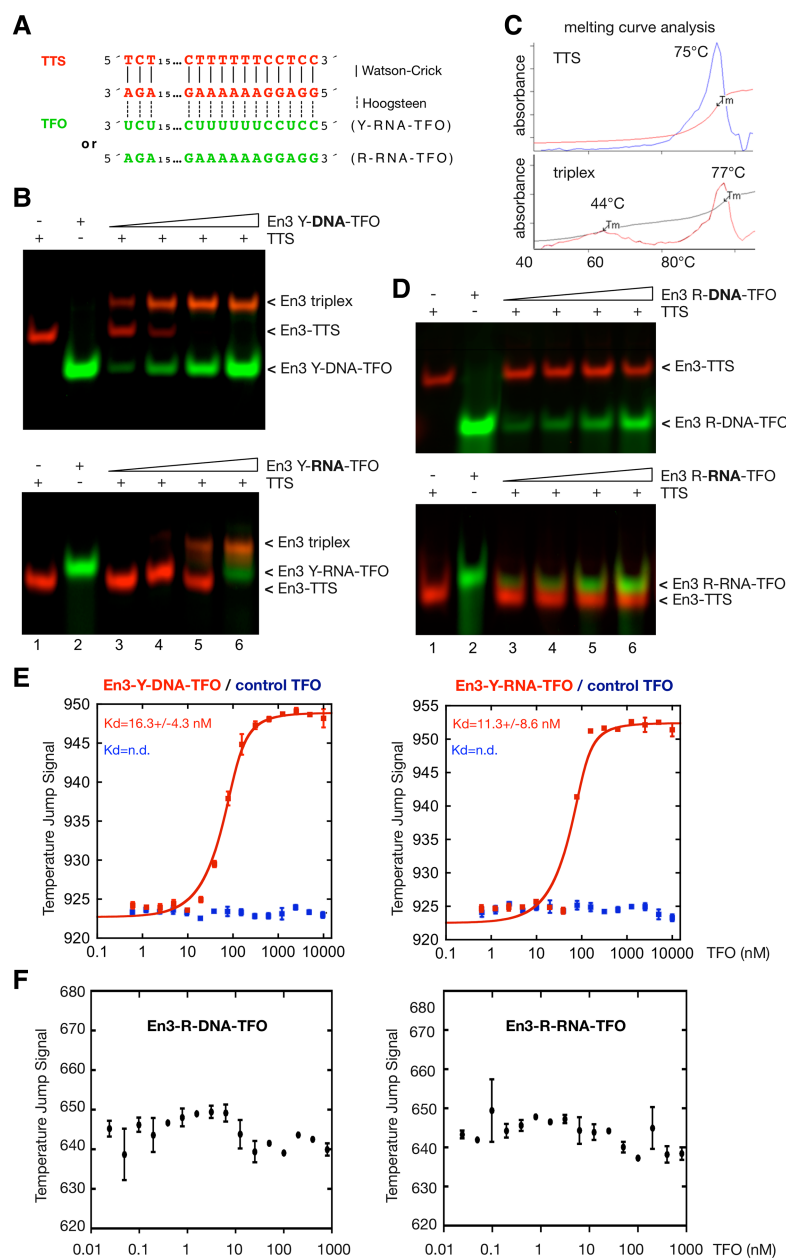 A
TTS 5´TCT15...CTTTTTTCCTCC3´
| Watson-Crick
AGA15...GAAAAAAGGAGG
¦ Hoogsteen
TFO 3´UCU15...CUUUUUUCCUCC5´ (Y-RNA-TFO)
or
5´AGA15...GAAAAAAGGAGG3´ (R-RNA-TFO)
B
- + En3 Y-DNA-TFO
+ - + + + + TTS
< En3 triplex
< En3-TTS
< En3 Y-DNA-TFO
- + En3 Y-RNA-TFO
+ - + + + + TTS
< En3 triplex
< En3 Y-RNA-TFO
< En3-TTS
1 2 3 4 5 6
C
melting curve analysis
TTS
75°C
Tm
absorbance
triplex
77°C
44°C
Tm
Tm
absorbance
40 60 80°C
D
- + En3 R-DNA-TFO
+ - + + + + TTS
< En3-TTS
< En3 R-DNA-TFO
- + En3 R-RNA-TFO
+ - + + + + TTS
< En3 R-RNA-TFO
< En3-TTS
1 2 3 4 5 6
E
En3-Y-DNA-TFO / control TFO
Kd=16.3+/-4.3 nM
Kd=n.d.
Temperature Jump Signal
950
945
940
935
930
925
920
0.1 1 10 100 1000 10000
En3-Y-RNA-TFO / control TFO
Kd=11.3+/-8.6 nM
Kd=n.d.
Temperature Jump Signal
955
950
945
940
935
930
925
920
0.1 1 10 100 1000 10000 TFO (nM)
F
En3-R-DNA-TFO
Temperature Jump Signal
680
670
660
650
640
630
620
0.01 0.1 1 10 100 1000
En3-R-RNA-TFO
Temperature Jump Signal
680
670
660
650
640
630
620
0.01 0.1 1 10 100 1000 TFO (nM)